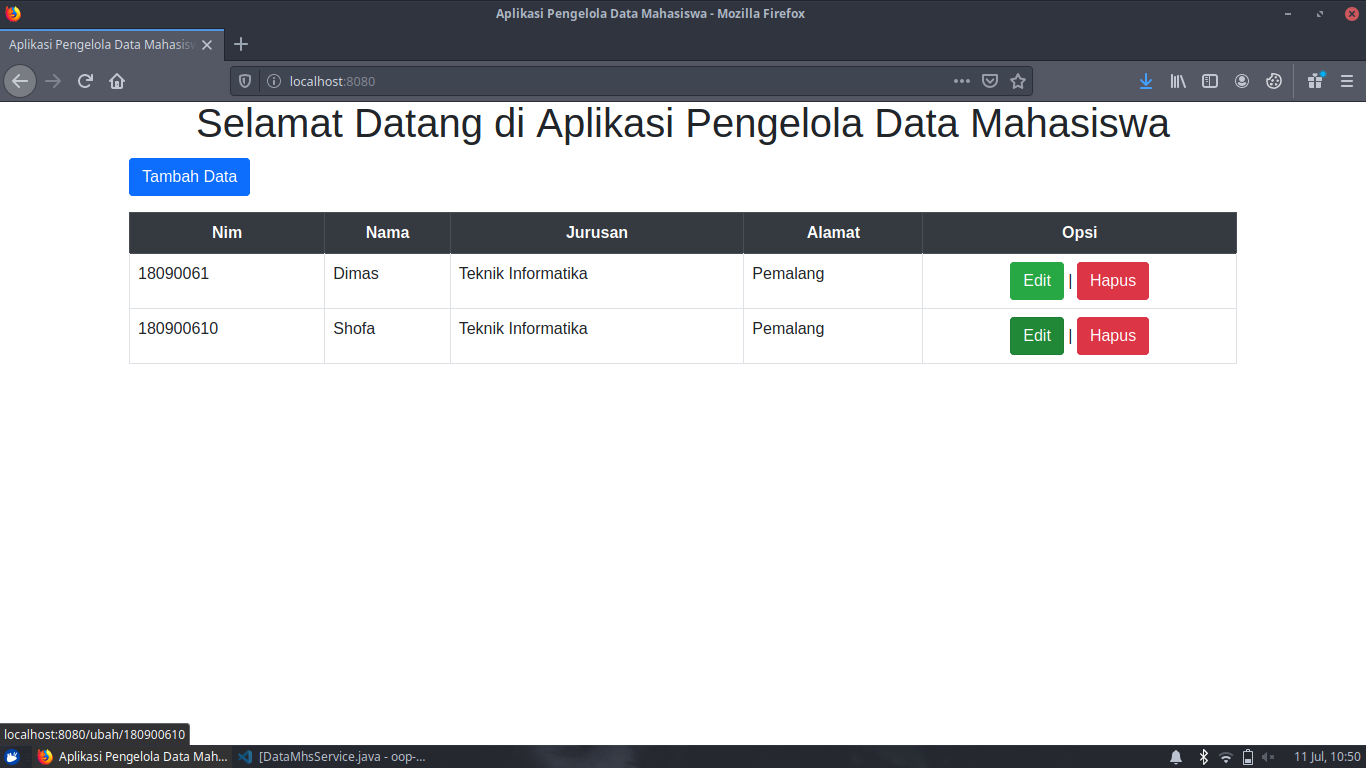 Aplikasi Pengelola Data Mahasiswa - Mozilla Firefox
Aplikasi Pengelola Data Mahasisw
localhost:8080
Selamat Datang di Aplikasi Pengelola Data Mahasiswa
Tambah Data
Nim Nama Jurusan Alamat Opsi
18090061 Dimas Teknik Informatika Pemalang Edit | Hapus
180900610 Shofa Teknik Informatika Pemalang Edit | Hapus
localhost:8080/ubah/180900610
Aplikasi Pengelola Data Mah... [DataMhsService.java - oop-... 11 Jul, 10:50